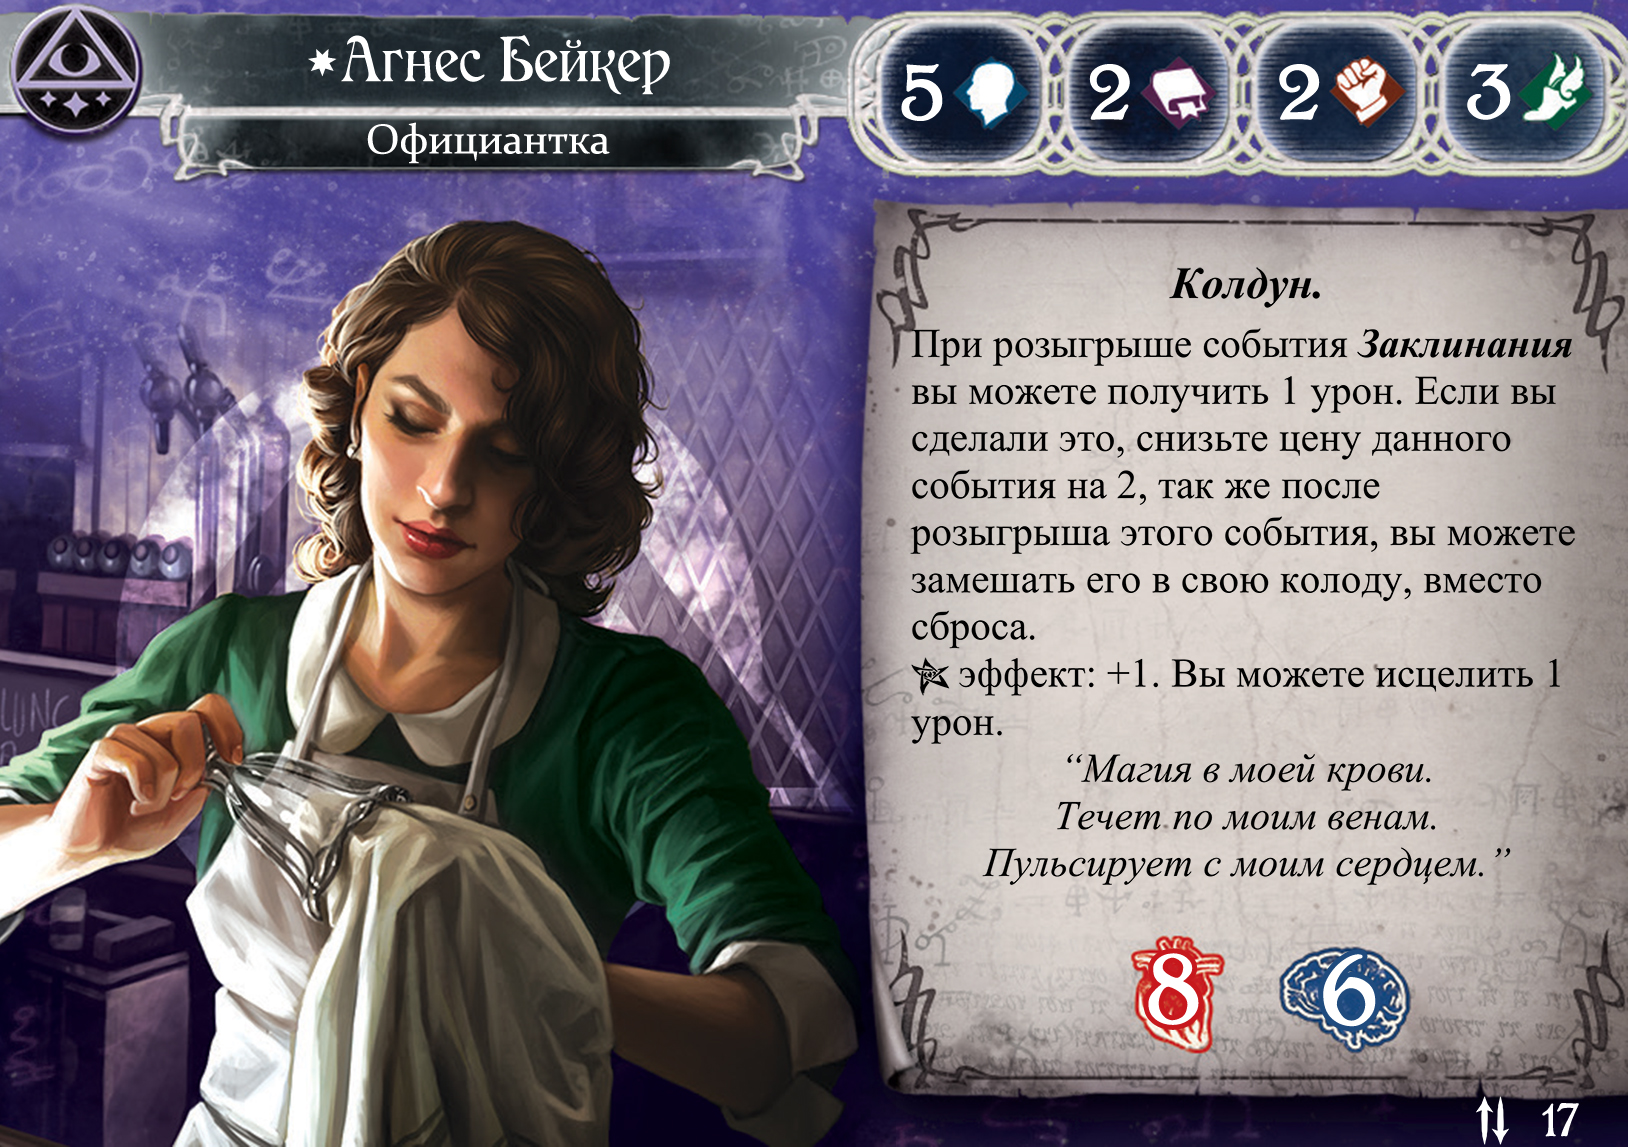 Агнес Бейкер
Официантка
5 2 2 3
Колдун.
При розыгрыше события Заклинания
вы можете получить 1 урон. Если вы
сделали это, снизьте цену данного
события на 2, так же после
розыгрыша этого события, вы можете
замешать его в свою колоду, вместо
сброса.
эффект: +1. Вы можете исцелить 1
урон.
“Магия в моей крови.
Течет по моим венам.
Пульсирует с моим сердцем.”
8 6
17